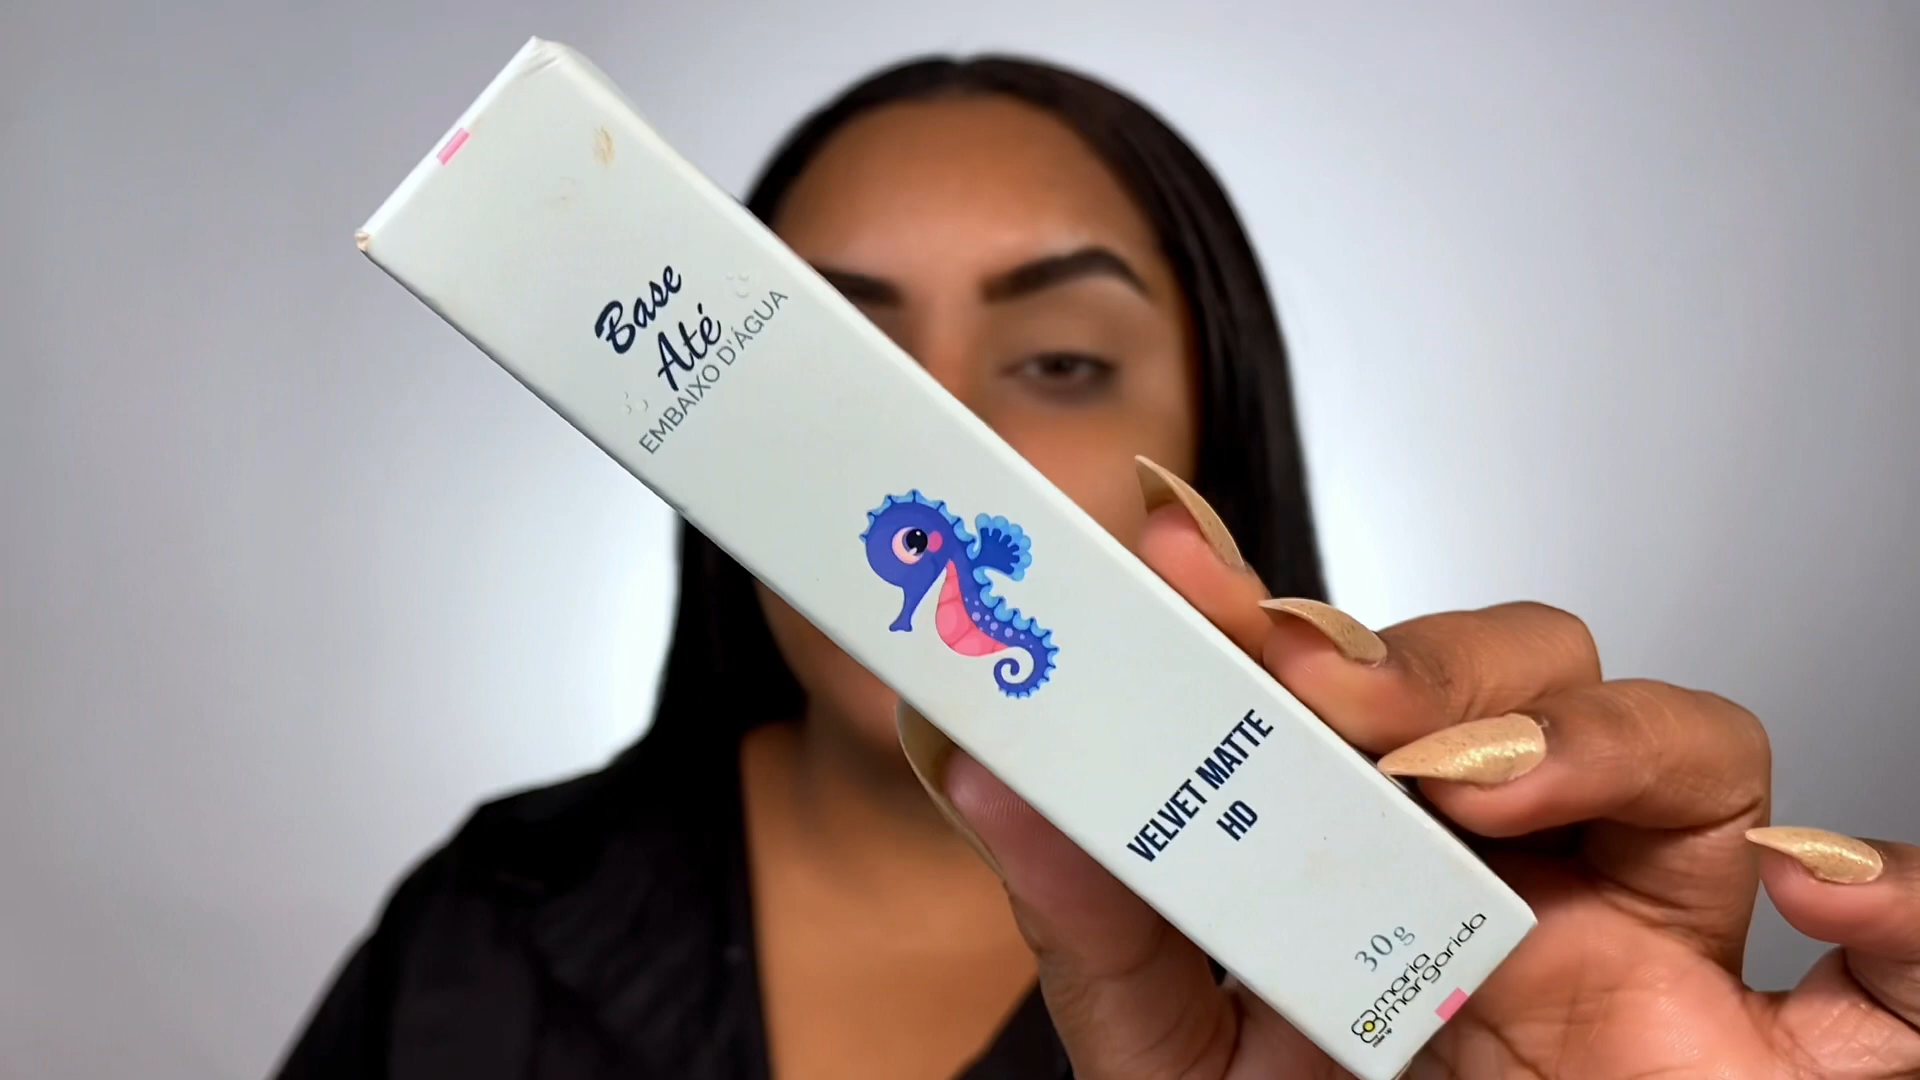 Base
Até
EMBAIXO D'ÁGUA
VELVET MATTE
HD
30g
maria
margarida